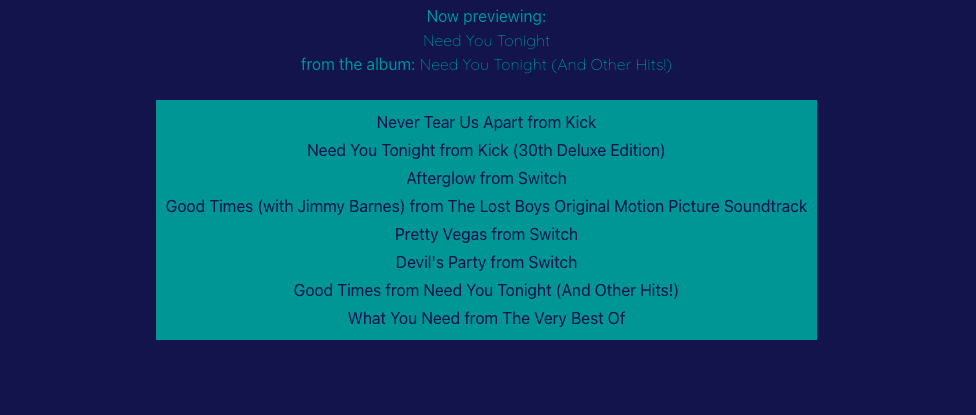 Now previewing:
Need You Tonight
from the album: Need You Tonight (And Other Hits!)
Never Tear Us Apart from Kick
Need You Tonight from Kick (30th Deluxe Edition)
Afterglow from Switch
Good Times (with Jimmy Barnes) from The Lost Boys Original Motion Picture Soundtrack
Pretty Vegas from Switch
Devil's Party from Switch
Good Times from Need You Tonight (And Other Hits!)
What You Need from The Very Best Of